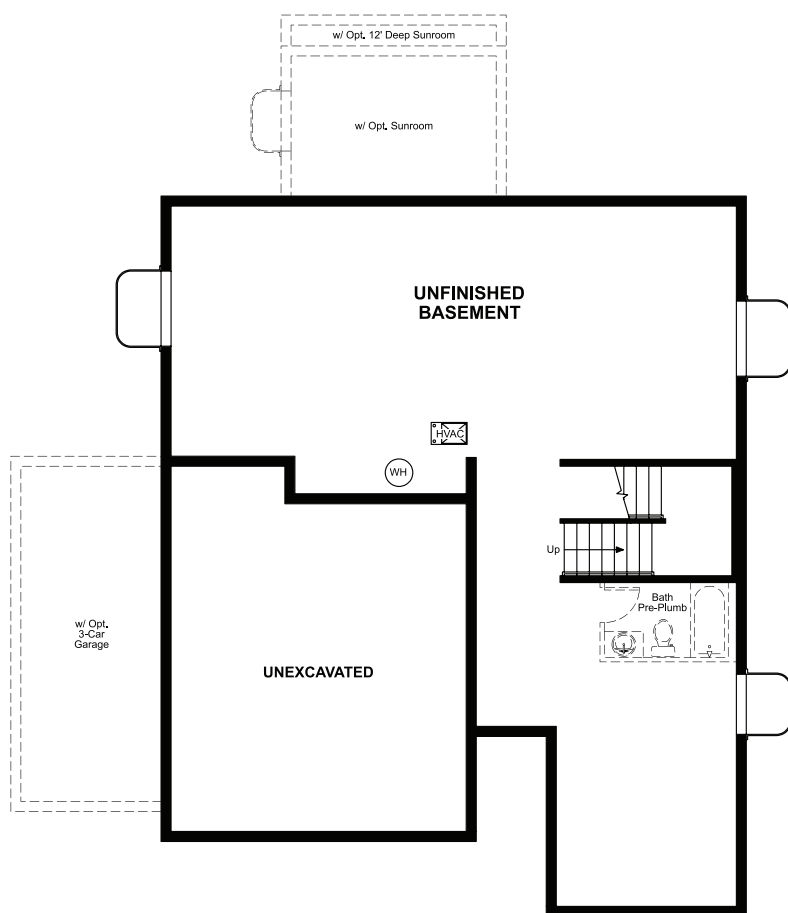 w/ Opt. 12' Deep Sunroom
w/ Opt. Sunroom
UNFINISHED
BASEMENT
HVAC
WH
Up
Bath
Pre-Plumb
w/ Opt.
3-Car
Garage
UNEXCAVATED